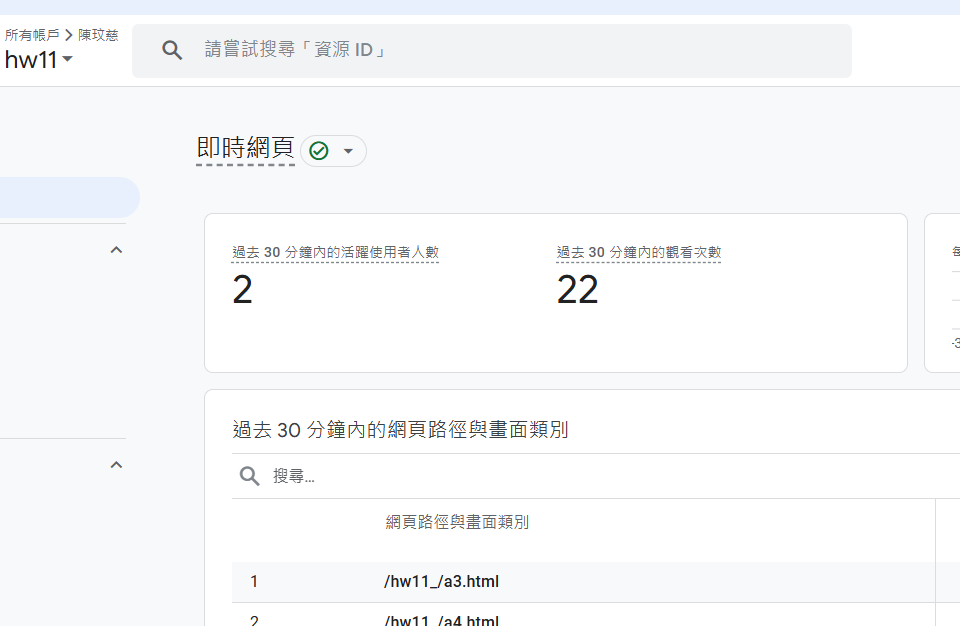 所有帳戶 > 陳玟慈
hw11
請嘗試搜尋「資源 ID」
即時網頁
過去 30 分鐘內的活躍使用者人數
2
過去 30 分鐘內的觀看次數
22
-3
過去 30 分鐘內的網頁路徑與畫面類別
搜尋...
網頁路徑與畫面類別
1 /hw11_/a3.html
2 /hw11_/a4.html